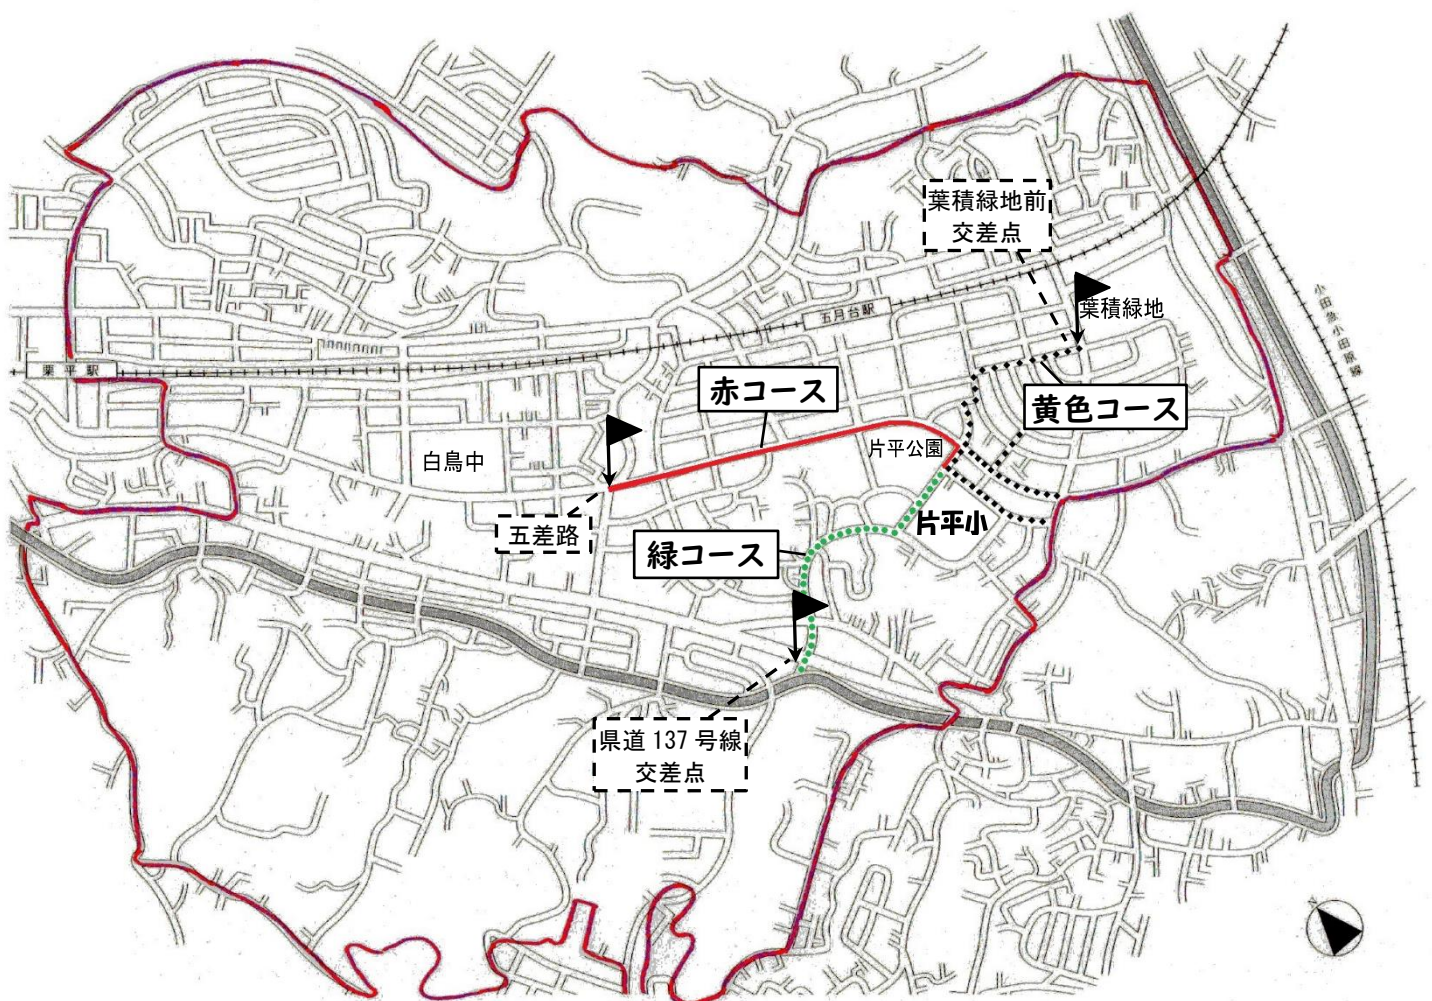 葉積緑地前
交差点
葉積緑地
小田急小田原線
五月台駅
栗平駅
赤コース
黄色コース
片平公園
白鳥中
五差路
片平小
緑コース
県道137号線
交差点